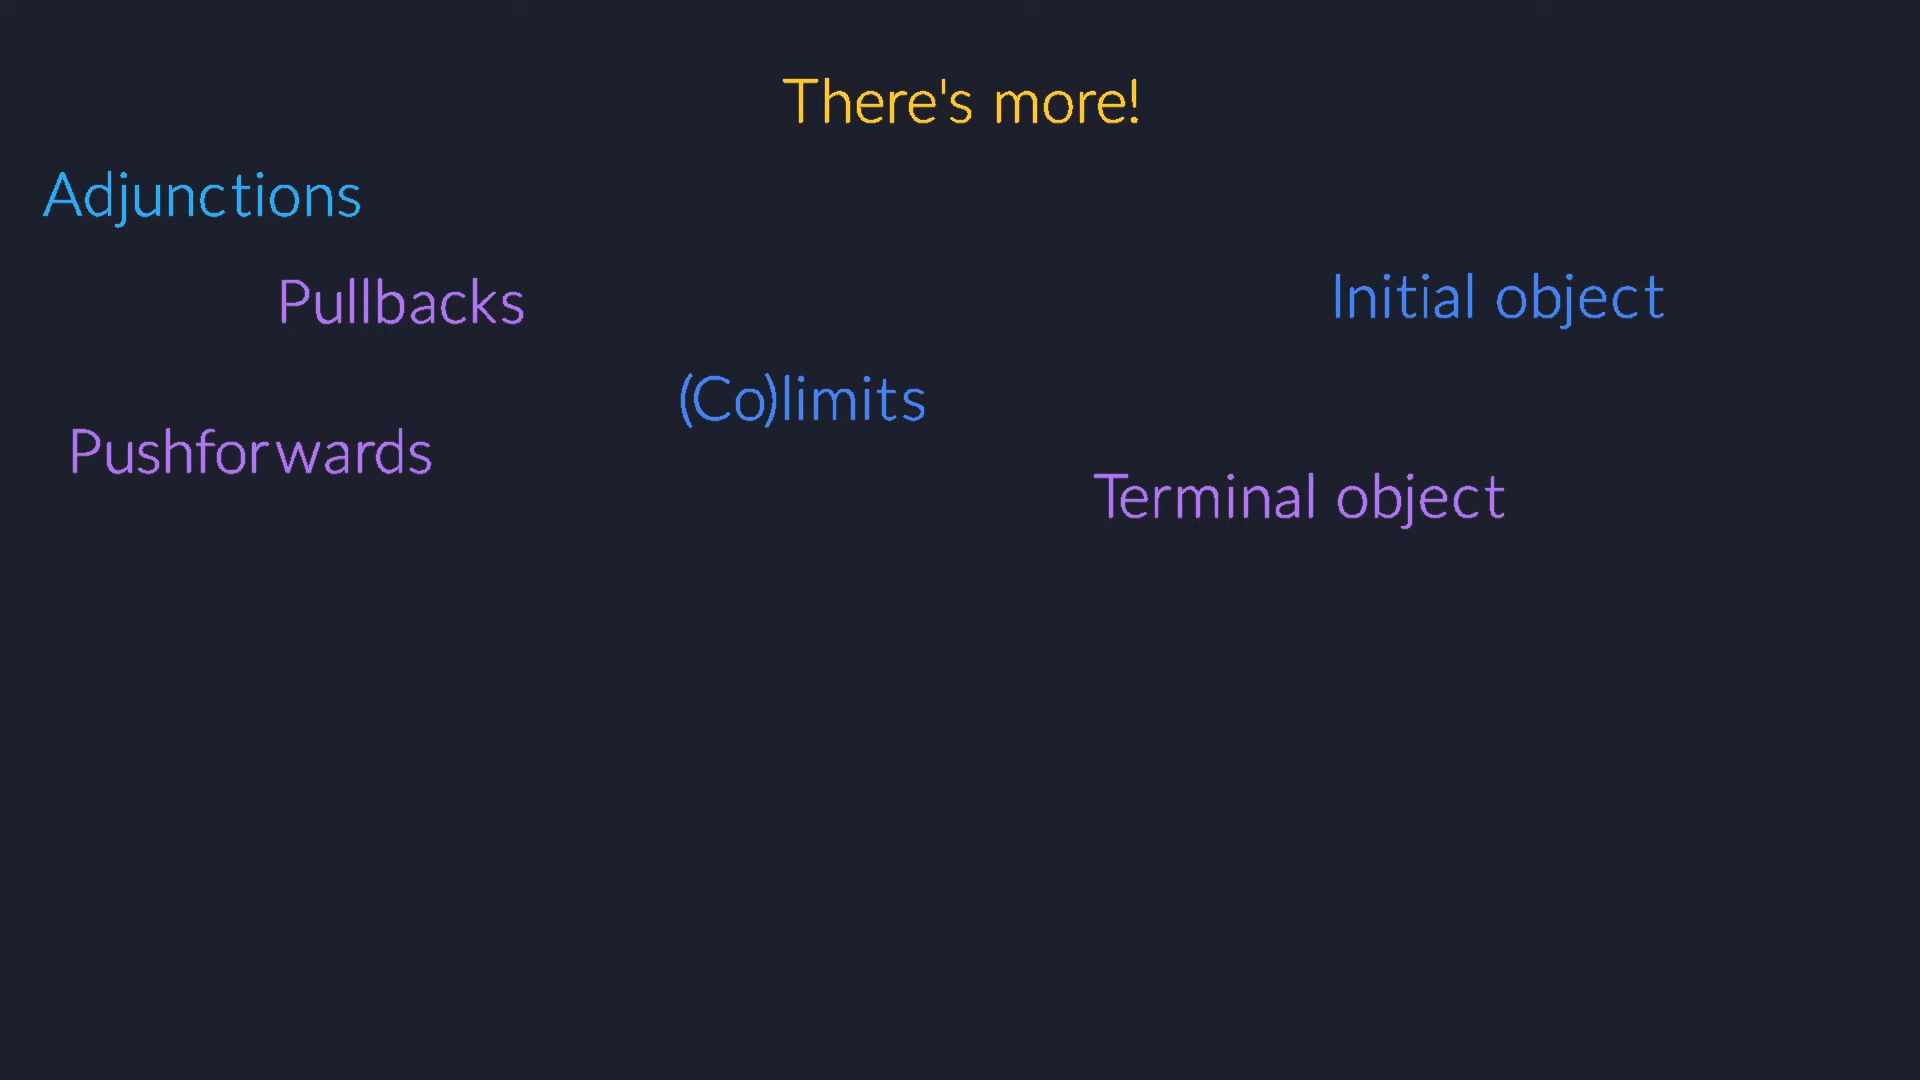 There's more!
Adjunctions
Pullbacks
Initial object
(Co)limits
Pushforwards
Terminal object